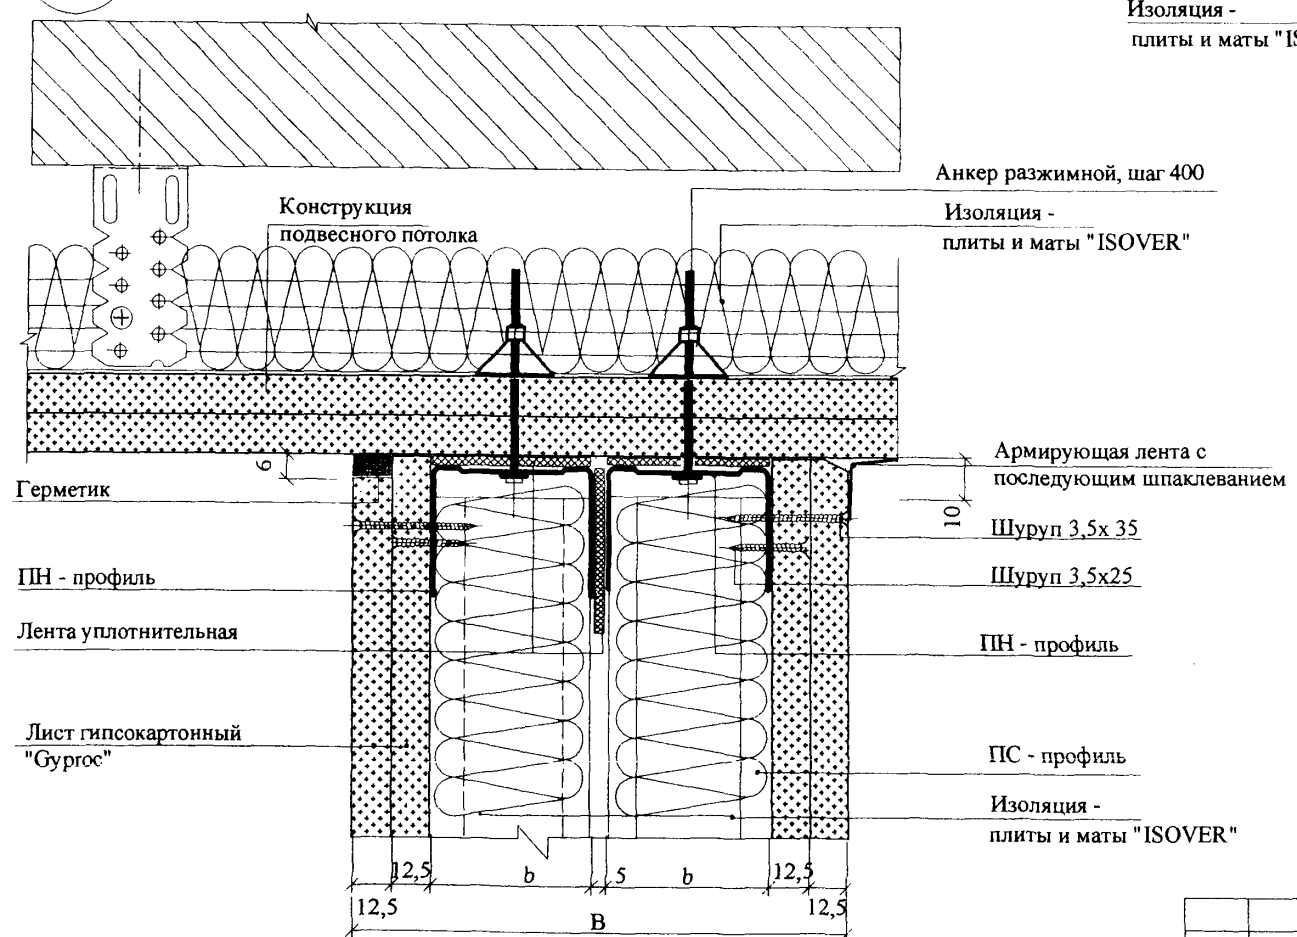 Изоляция -
плиты и маты "IS
Анкер разжимной, шаг 400
Конструкция
подвесного потолка
Изоляция -
плиты и маты "ISOVER"
6
Армирующая лента с
последующим шпаклеванием
Герметик
10
Шуруп 3,5х 35
ПН - профиль
Шуруп 3,5х25
Лента уплотнительная
ПН - профиль
Лист гипсокартонный
"Gyproc"
ПС - профиль
Изоляция -
плиты и маты "ISOVER"
12,5 b 5 b 12,5
12,5 B 12,5